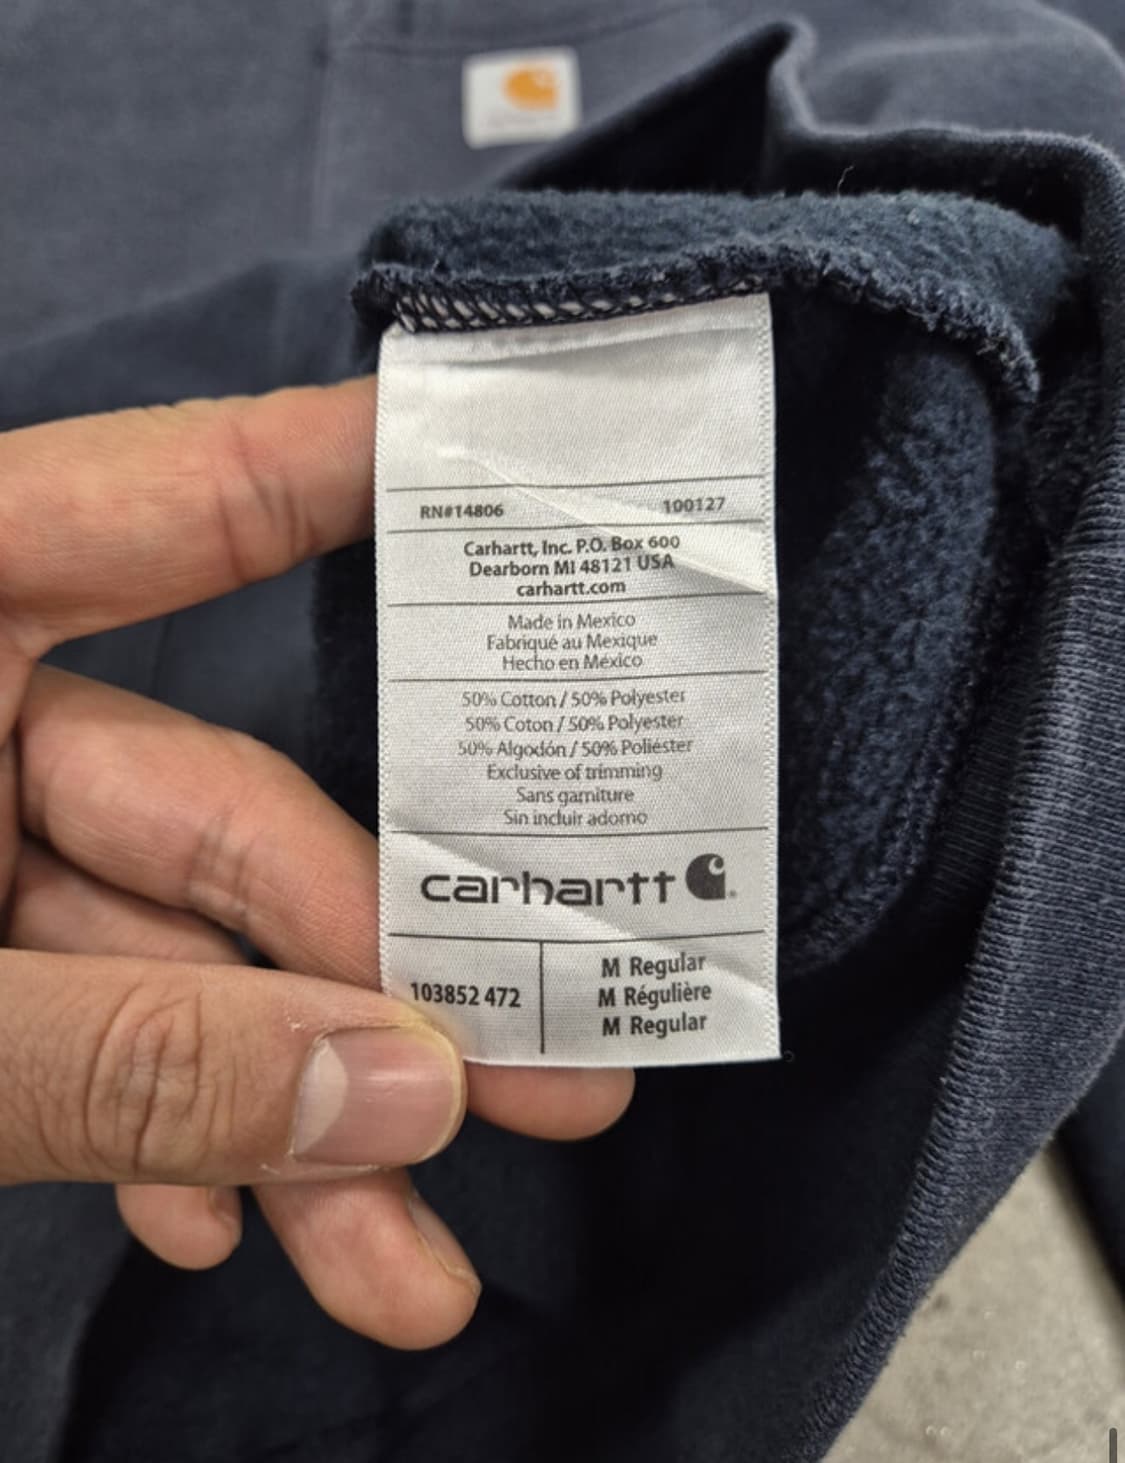 RN#14806 100127
Carhartt, Inc. P.O. Box 600
Dearborn MI 48121 USA
carhartt.com
Made in Mexico
Fabriqué au Mexique
Hecho en México
50% Cotton / 50% Polyester
50% Coton / 50% Polyester
50% Algodón / 50% Poliéster
Exclusive of trimming
Sans garniture
Sin incluir adorno
carhartt
103852 472
M Regular
M Régulière
M Regular